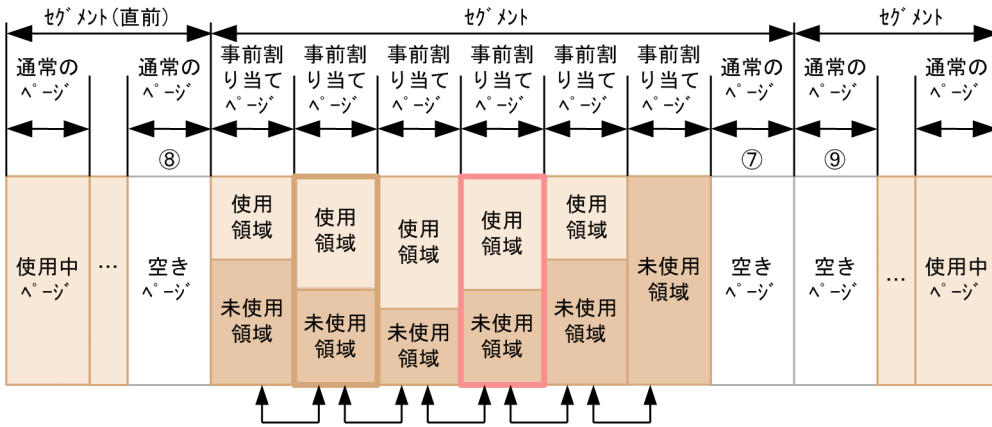 ｾｸﾞﾒﾝﾄ(直前)
ｾｸﾞﾒﾝﾄ
ｾｸﾞﾒﾝﾄ
通常の
ﾍﾟｰｼﾞ
通常の
ﾍﾟｰｼﾞ
事前割
り当て
ﾍﾟｰｼﾞ
事前割
り当て
ﾍﾟｰｼﾞ
事前割
り当て
ﾍﾟｰｼﾞ
事前割
り当て
ﾍﾟｰｼﾞ
事前割
り当て
ﾍﾟｰｼﾞ
事前割
り当て
ﾍﾟｰｼﾞ
通常の
ﾍﾟｰｼﾞ
通常の
ﾍﾟｰｼﾞ
通常の
ﾍﾟｰｼﾞ
⑧
⑦
⑨
使用中
ﾍﾟｰｼﾞ
…
空き
ﾍﾟｰｼﾞ
使用
領域
未使用
領域
使用
領域
未使用
領域
使用
領域
未使用
領域
使用
領域
未使用
領域
使用
領域
未使用
領域
未使用
領域
空き
ﾍﾟｰｼﾞ
空き
ﾍﾟｰｼﾞ
…
使用中
ﾍﾟｰｼﾞ